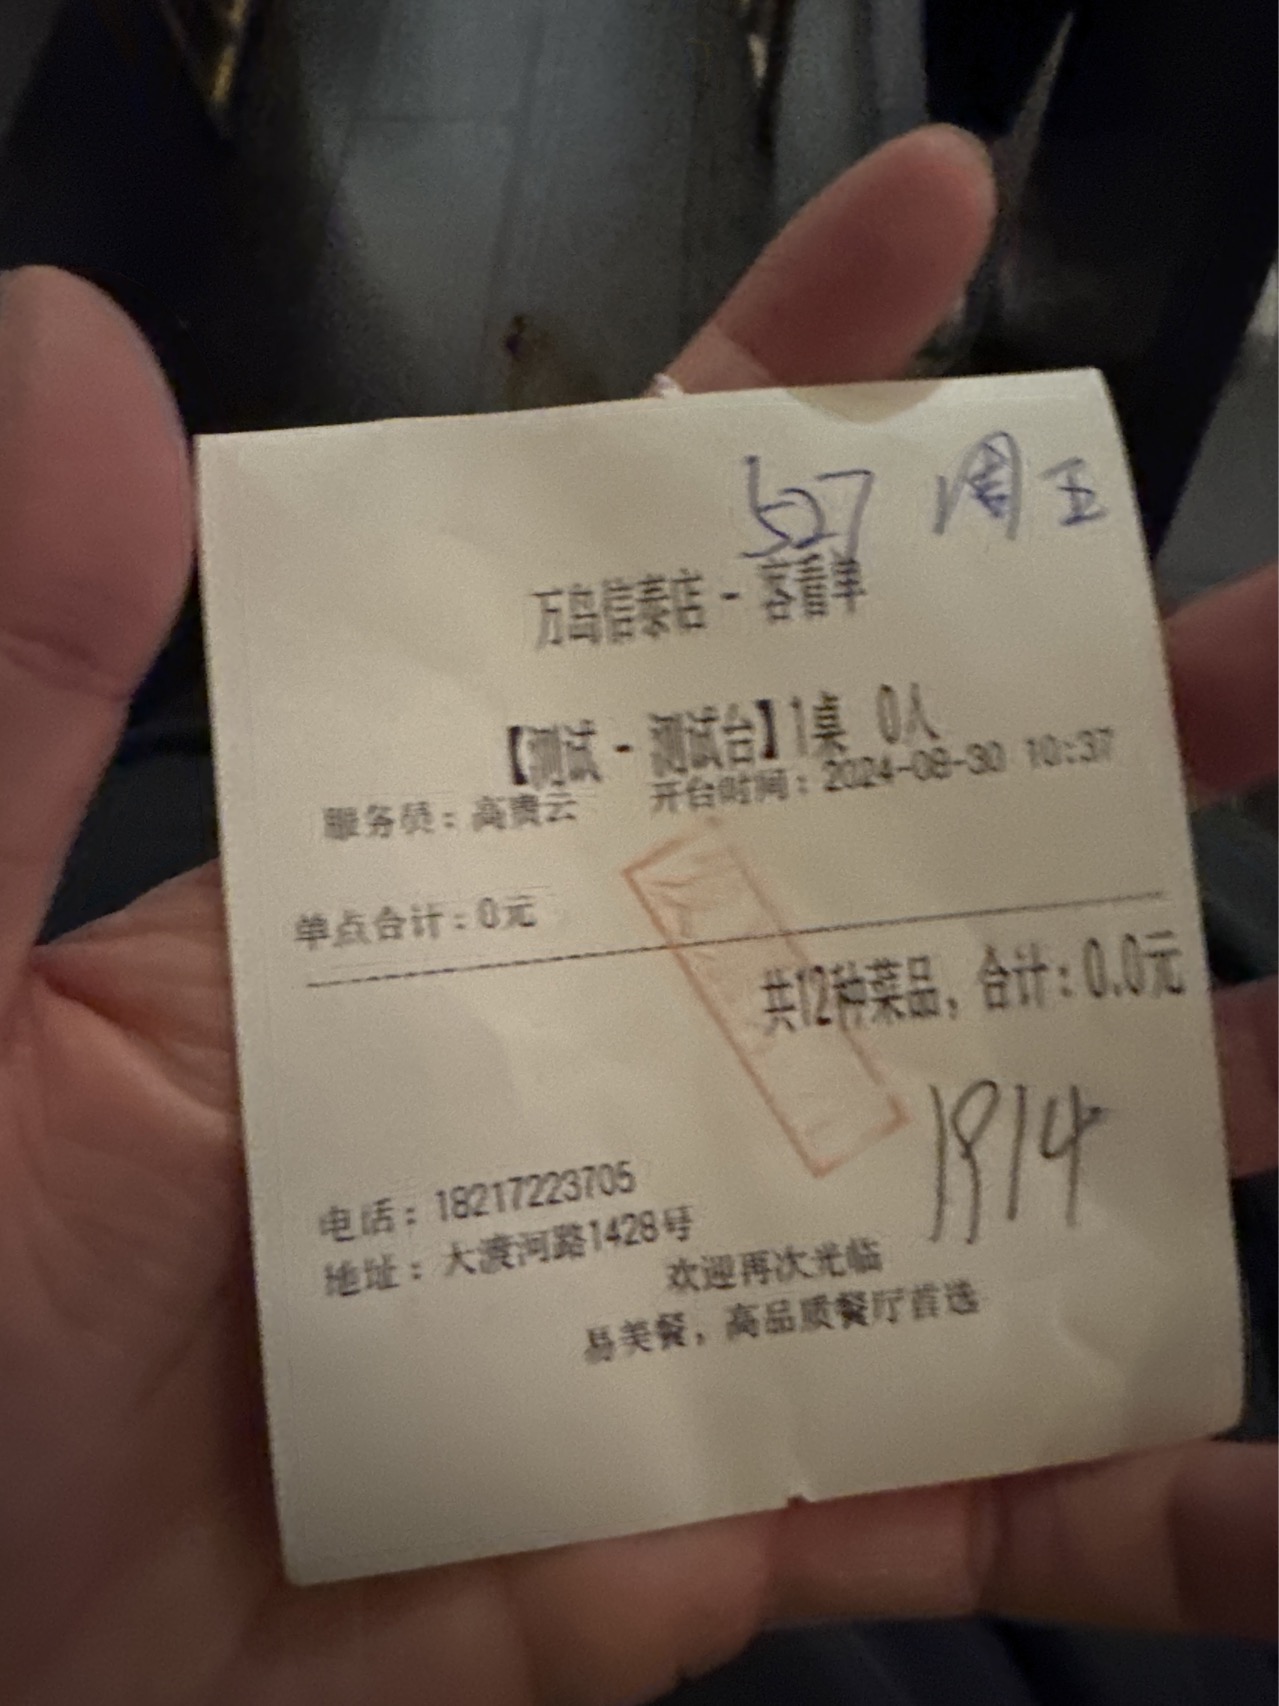 527 周五
万岛信泰店 - 客看单
【测试 - 测试台】1桌 0人
服务员：高费云 开台时间：2024-08-30 10:37
单点合计：0元
共12种菜品，合计：0.0元
1914
电话：18217223705
地址：大渡河路1428号
欢迎再次光临
易美餐，高品质餐厅首选